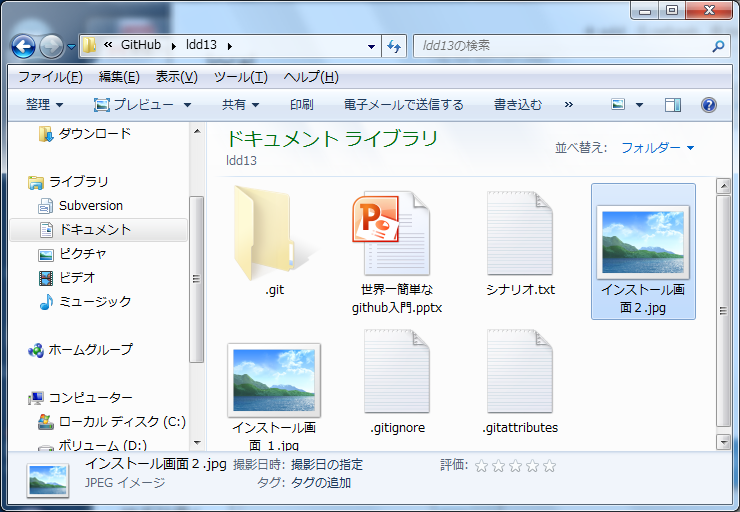 « GitHub ▸ ldd13 ▸
ldd13の検索
ファイル(F) 編集(E) 表示(V) ツール(T) ヘルプ(H)
整理 プレビュー 共有 印刷 電子メールで送信する 書き込む »
ダウンロード
ライブラリ
Subversion
ドキュメント
ピクチャ
ビデオ
ミュージック
ホームグループ
コンピューター
ローカル ディスク (C:)
ボリューム (D:)
ドキュメント ライブラリ
ldd13
並べ替え: フォルダー
.git
世界一簡単な
github入門.pptx
シナリオ.txt
インストール画
面２.jpg
インストール画
面 １.jpg
.gitignore
.gitattributes
インストール画面２.jpg 撮影日時: 撮影日の指定 評価:
JPEG イメージ タグ: タグの追加